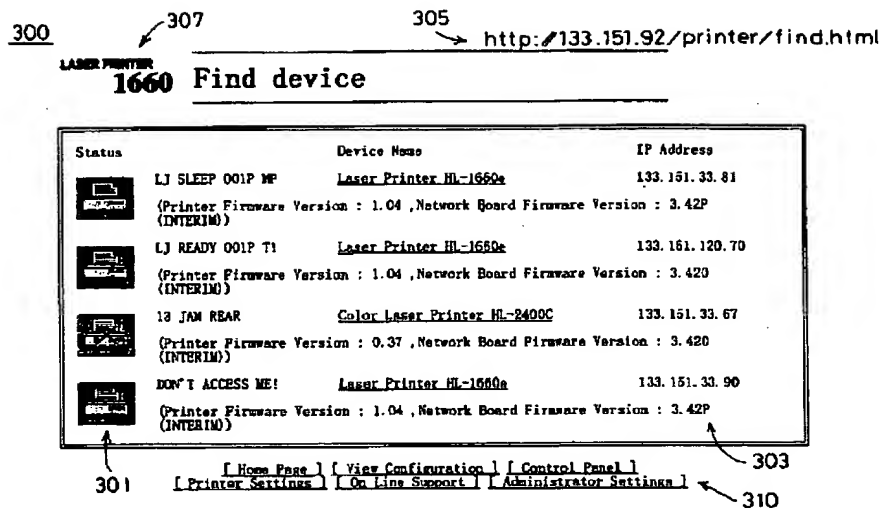 300
307
305
http://133.151.92/printer/find.html
LASER PRINTER
1660 Find device
Status Device Name IP Address
LJ SLEEP 001P MP Laser Printer HL-1660e 133.151.33.81
(Printer Firmware Version : 1.04 ,Network Board Firmware Version : 3.42P
(INTERIM))
LJ READY 001P T1 Laser Printer HL-1660e 133.161.120.70
(Printer Firmware Version : 1.04 ,Network Board Firmware Version : 3.420
(INTERIM))
13 JAM REAR Color Laser Printer HL-2400C 133.151.33.67
(Printer Firmware Version : 0.37 ,Network Board Firmware Version : 3.420
(INTERIM))
DON'T ACCESS ME! Laser Printer HL-1660e 133.151.33.90
(Printer Firmware Version : 1.04 ,Network Board Firmware Version : 3.42P
(INTERIM))
301
303
[ Home Page ] [ View Configuration ] [ Control Panel ]
[ Printer Settings ] [ On Line Support ] [ Administrator Settings ]
310